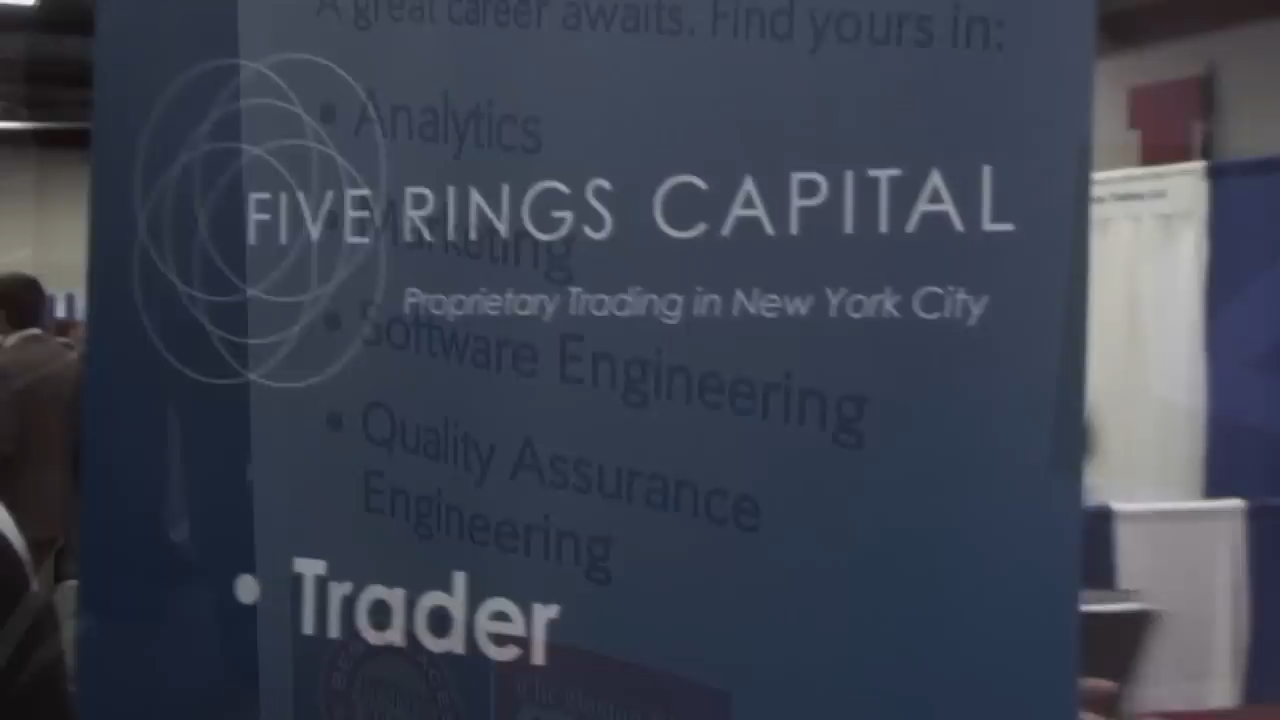 A great career awaits. Find yours in:
• Analytics
FIVE RINGS CAPITAL
• Marketing
Proprietary Trading in New York City
• Software Engineering
• Quality Assurance
Engineering
• Trader